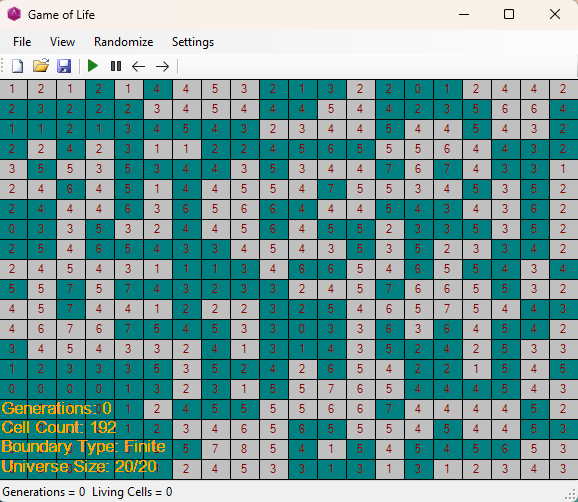 Game of Life
File View Randomize Settings
1 2 1 2 1 4 4 5 3 2 1 3 2 2 0 1 2 4 4 2
2 3 2 2 2 3 4 5 4 4 4 5 4 4 2 3 5 6 6 4
1 1 2 1 3 4 5 4 3 2 3 4 4 5 4 4 5 4 3 2
2 2 4 2 3 1 1 2 2 4 5 6 5 5 5 6 4 4 3 2
3 5 5 3 5 3 4 4 3 5 3 4 4 7 6 7 4 3 3 1
2 4 6 4 5 1 4 4 5 5 4 7 5 5 3 4 5 3 5 2
2 4 4 4 6 3 6 5 6 6 4 4 4 5 4 3 4 3 6 2
0 3 3 5 3 2 4 4 5 6 4 5 5 2 3 3 5 3 5 2
2 5 4 6 5 4 3 3 4 5 4 3 5 3 5 2 3 3 4 2
2 4 5 4 3 1 1 1 3 4 6 6 5 4 6 5 5 4 3 4
5 5 7 5 7 4 3 2 3 3 2 4 5 7 6 6 5 5 3 2
4 5 7 4 4 1 2 2 2 3 2 5 4 6 5 7 5 4 4 3
4 6 7 6 7 5 4 5 3 3 0 3 3 6 3 6 4 5 4 2
3 4 5 4 3 3 2 4 1 3 1 4 3 5 2 4 2 5 3 3
1 2 3 3 3 5 3 5 2 4 2 6 5 4 2 2 1 5 4 5
0 0 0 0 1 3 2 3 1 5 5 7 6 5 4 4 4 5 4 3
Generations: 0 1 2 4 5 5 5 5 6 6 7 4 4 4 4 5 2
Cell Count: 192 1 2 3 4 6 5 6 5 5 5 5 4 5 4 4 5 3
Boundary Type: Finite 5 7 8 5 4 1 5 4 5 4 5 6 5 3
Universe Size: 20/20 2 4 5 3 3 1 3 1 3 1 2 3 4 3
Generations = 0 Living Cells = 0